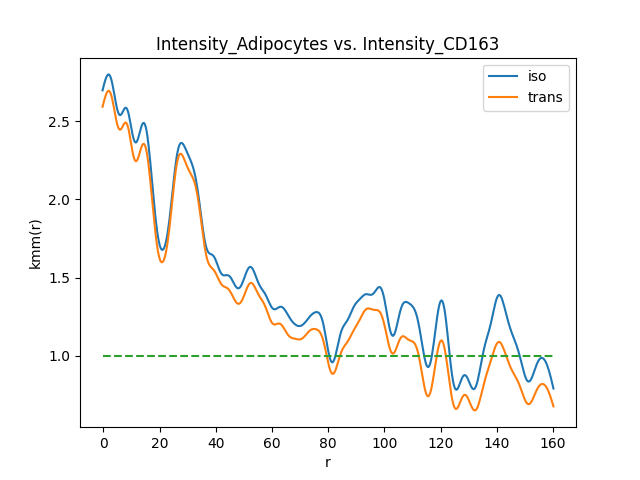 Intensity_Adipocytes vs. Intensity_CD163
iso
trans
kmm(r)
2.5
2.0
1.5
1.0
0 20 40 60 80 100 120 140 160
r